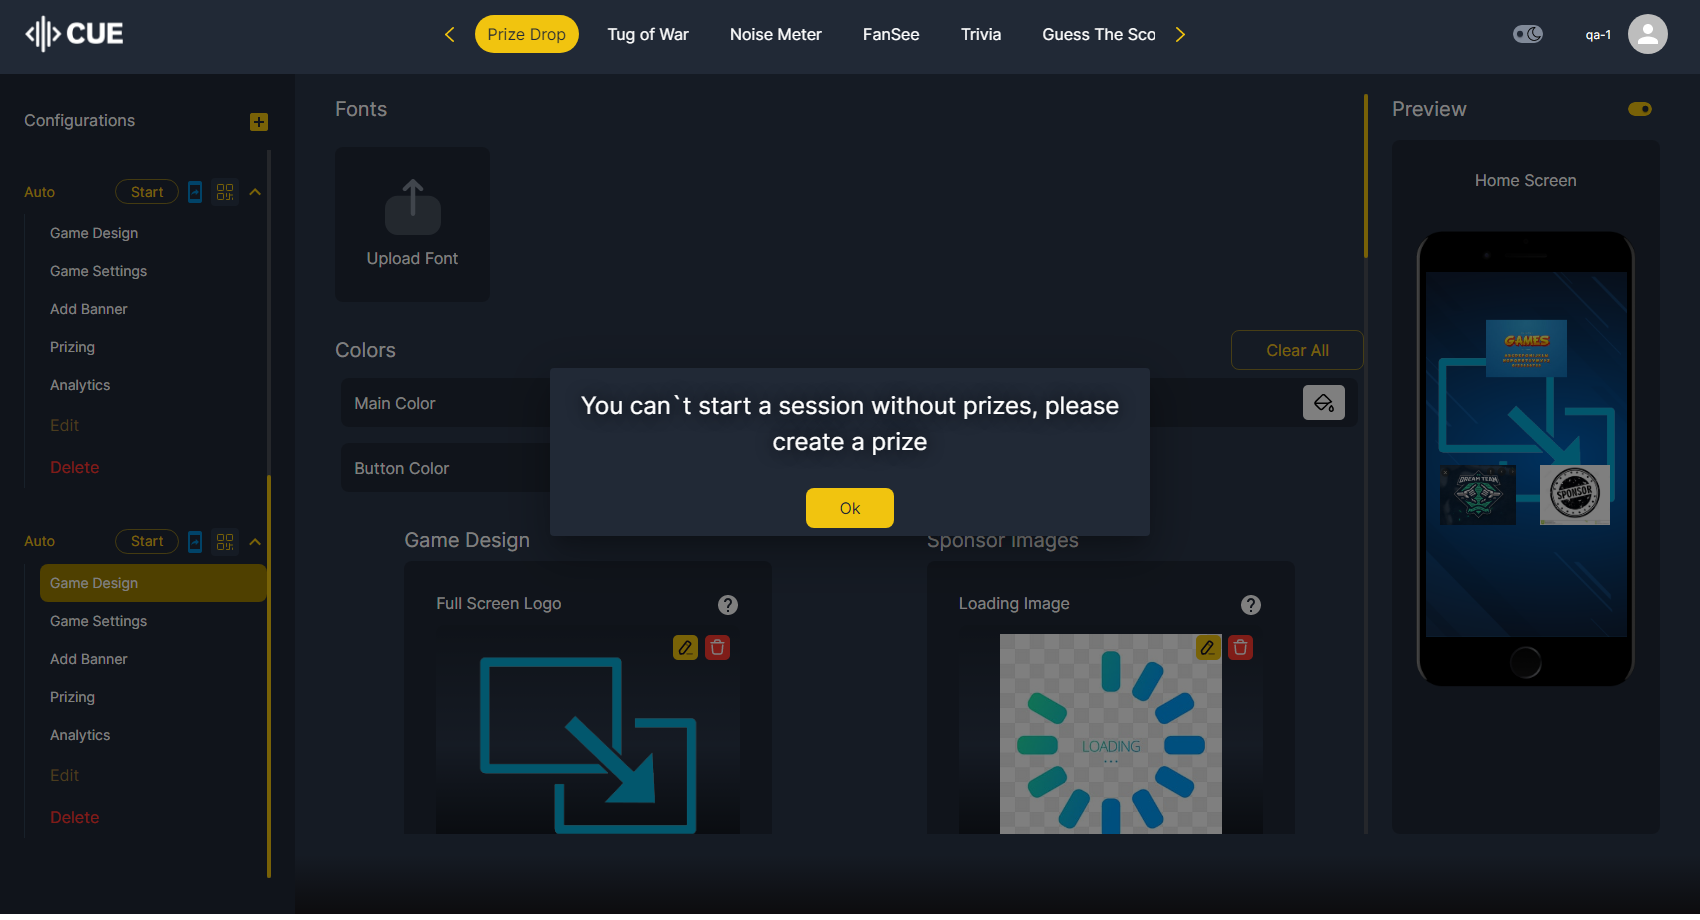 CUE
Prize Drop
Tug of War
Noise Meter
FanSee
Trivia
Guess The Sco
qa-1
Configurations
Auto
Start
Game Design
Game Settings
Add Banner
Prizing
Analytics
Edit
Delete
Auto
Start
Game Design
Game Settings
Add Banner
Prizing
Analytics
Edit
Delete
Fonts
Upload Font
Colors
Clear All
Main Color
Button Color
You can`t start a session without prizes, please
create a prize
Ok
Game Design
Full Screen Logo
?
Sponsor Images
Loading Image
?
LOADING
...
Preview
Home Screen
GAMES
DREAM TEAM
SPONSOR